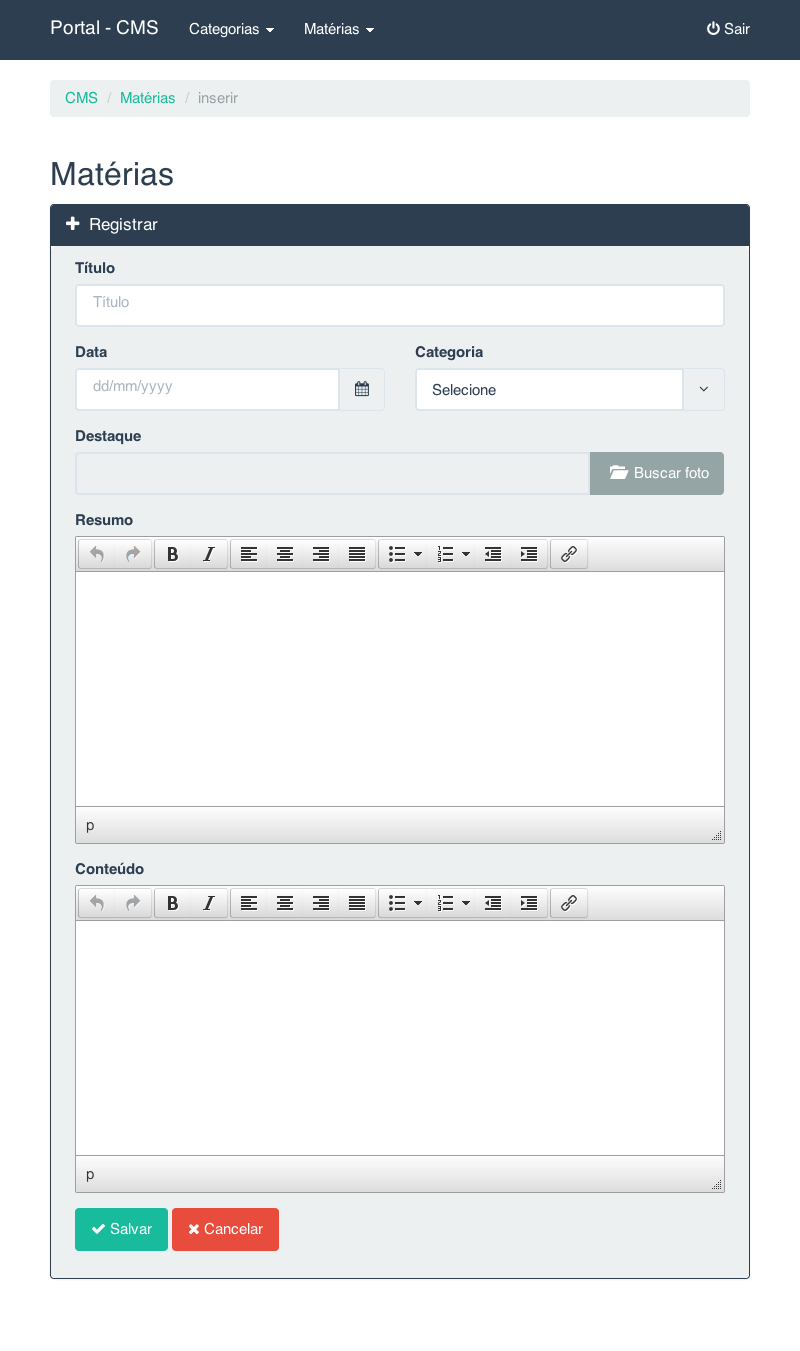 Portal - CMS Categorias Matérias Sair
CMS / Matérias / inserir
Matérias
Registrar
Título
Título
Data Categoria
dd/mm/yyyy Selecione
Destaque
Buscar foto
Resumo
B I
p
Conteúdo
B I
p
Salvar Cancelar